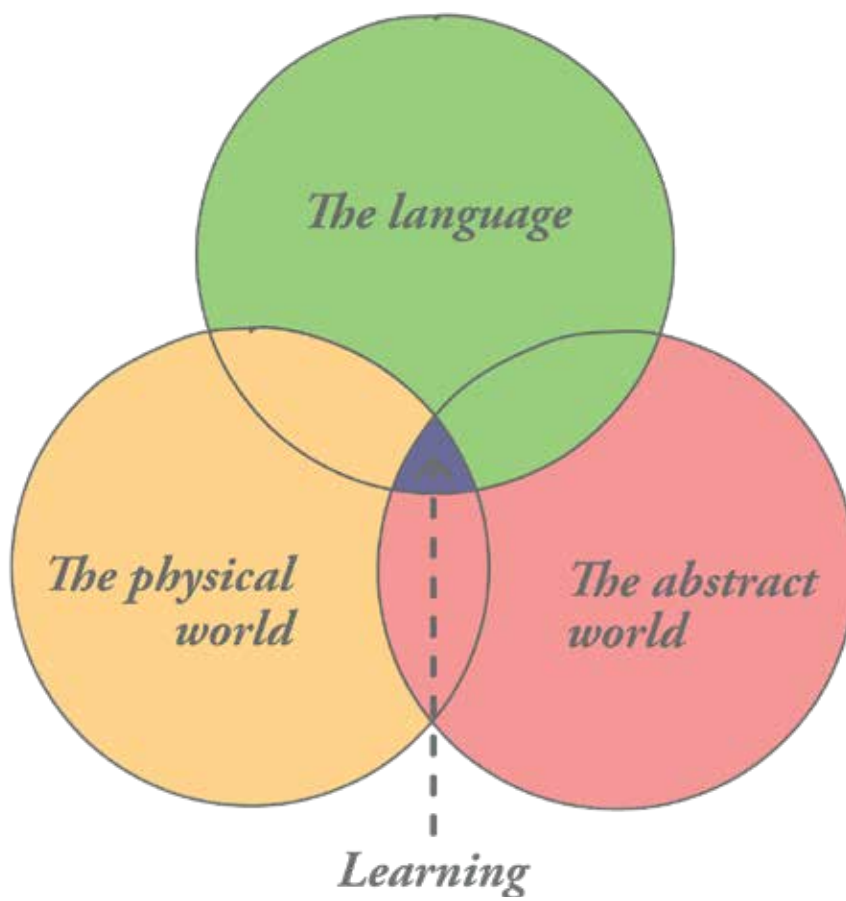 The language
The physical
world
The abstract
world
Learning